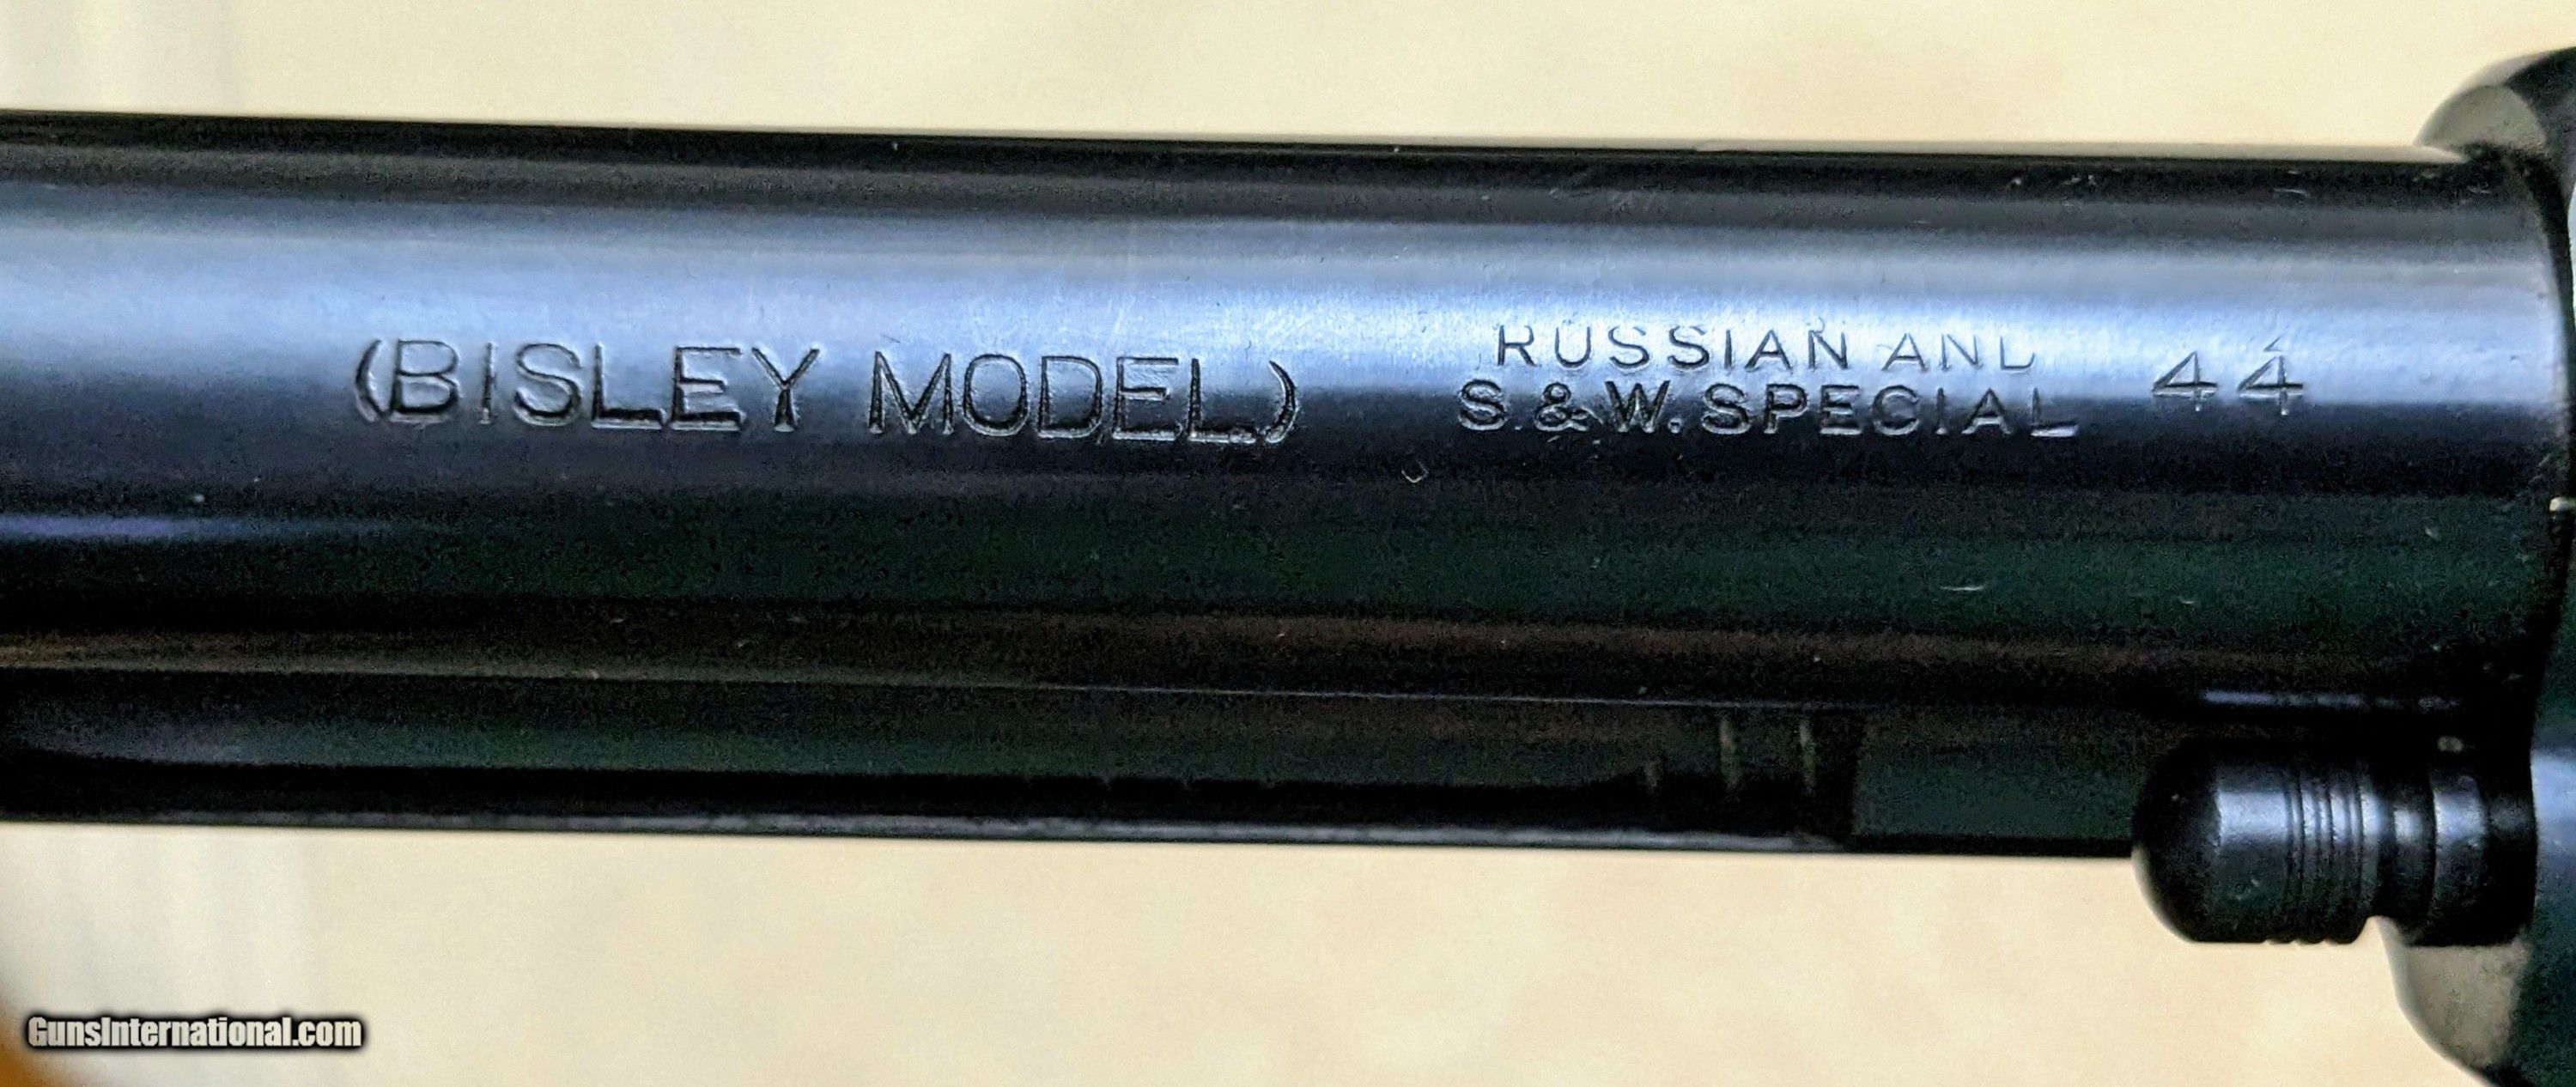 (BISLEY MODEL)
RUSSIAN AND
S.&W. SPECIAL
44
GunsInternational.com